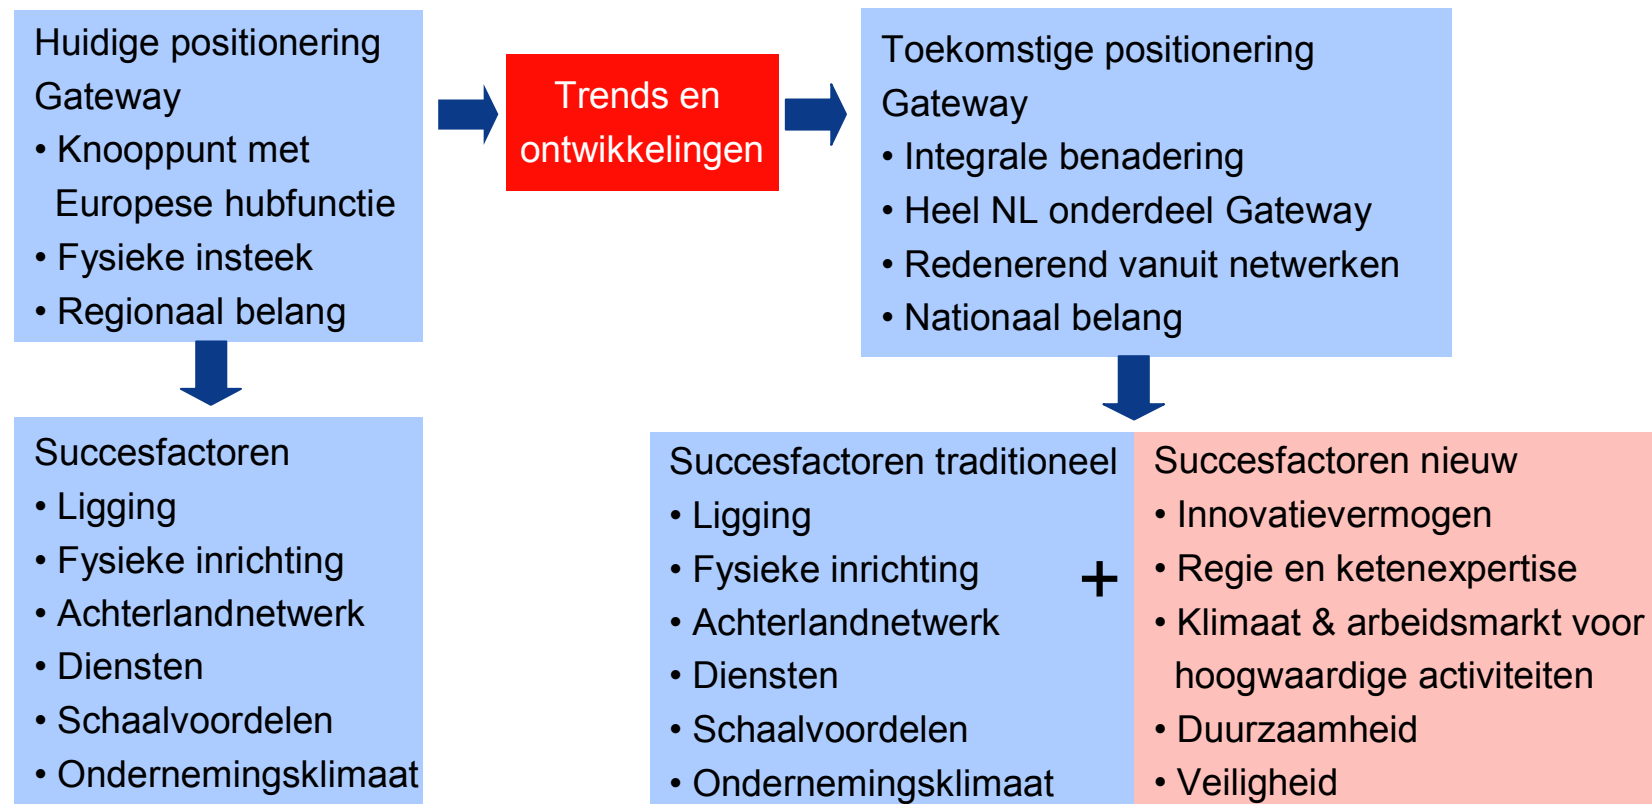 Huidige positionering
Gateway
• Knooppunt met
Europese hubfunctie
• Fysieke insteek
• Regionaal belang
Trends en
ontwikkelingen
Toekomstige positionering
Gateway
• Integrale benadering
• Heel NL onderdeel Gateway
• Redenerend vanuit netwerken
• Nationaal belang
Succesfactoren
• Ligging
• Fysieke inrichting
• Achterlandnetwerk
• Diensten
• Schaalvoordelen
• Ondernemingsklimaat
Succesfactoren traditioneel
• Ligging
• Fysieke inrichting
• Achterlandnetwerk
• Diensten
• Schaalvoordelen
• Ondernemingsklimaat
+
Succesfactoren nieuw
• Innovatievermogen
• Regie en ketenexpertise
• Klimaat & arbeidsmarkt voor
hoogwaardige activiteiten
• Duurzaamheid
• Veiligheid